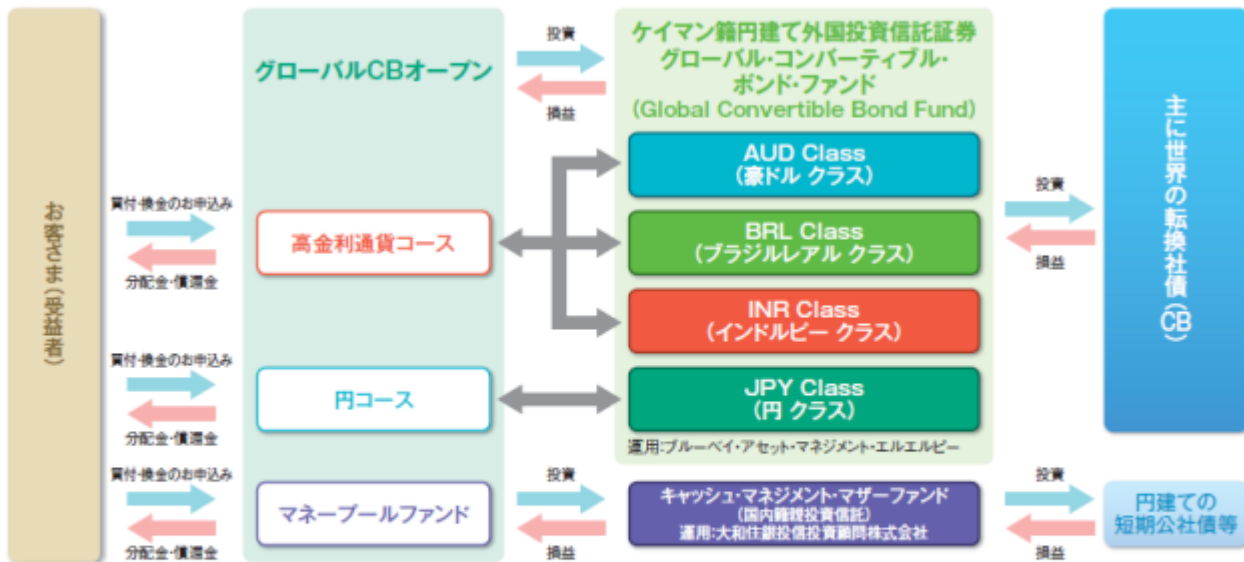 お客さま(受益者)
買付・換金のお申込み
分配金・償還金
買付・換金のお申込み
分配金・償還金
買付・換金のお申込み
分配金・償還金
グローバルCBオープン
高金利通貨コース
円コース
マネープールファンド
投資
損益
投資
損益
ケイマン籍円建て外国投資信託証券
グローバル・コンバーティブル・
ボンド・ファンド
(Global Convertible Bond Fund)
AUD Class
(豪ドル クラス)
BRL Class
(ブラジルレアル クラス)
INR Class
(インドルピー クラス)
JPY Class
(円 クラス)
運用:ブルーベイ・アセット・マネジメント・エルエルピー
キャッシュ・マネジメント・マザーファンド
(国内籍親投資信託)
運用:大和住銀投信投資顧問株式会社
投資
損益
投資
損益
主に世界の転換社債(CB)
円建ての
短期公社債等